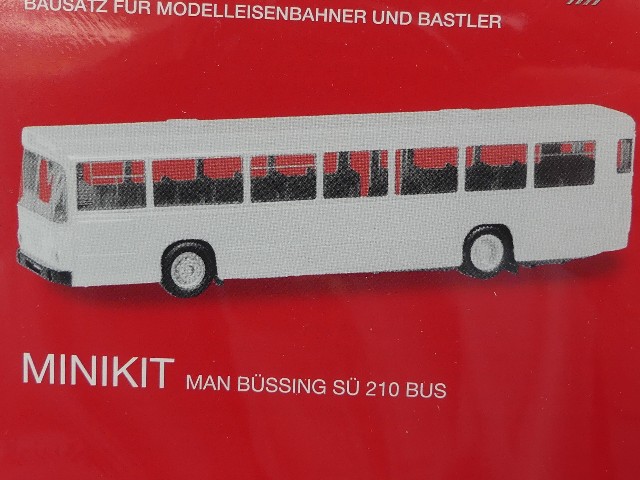 BAUSATZ FÜR MODELLEISENBAHNER UND BASTLER
MINIKIT MAN BÜSSING SÜ 210 BUS